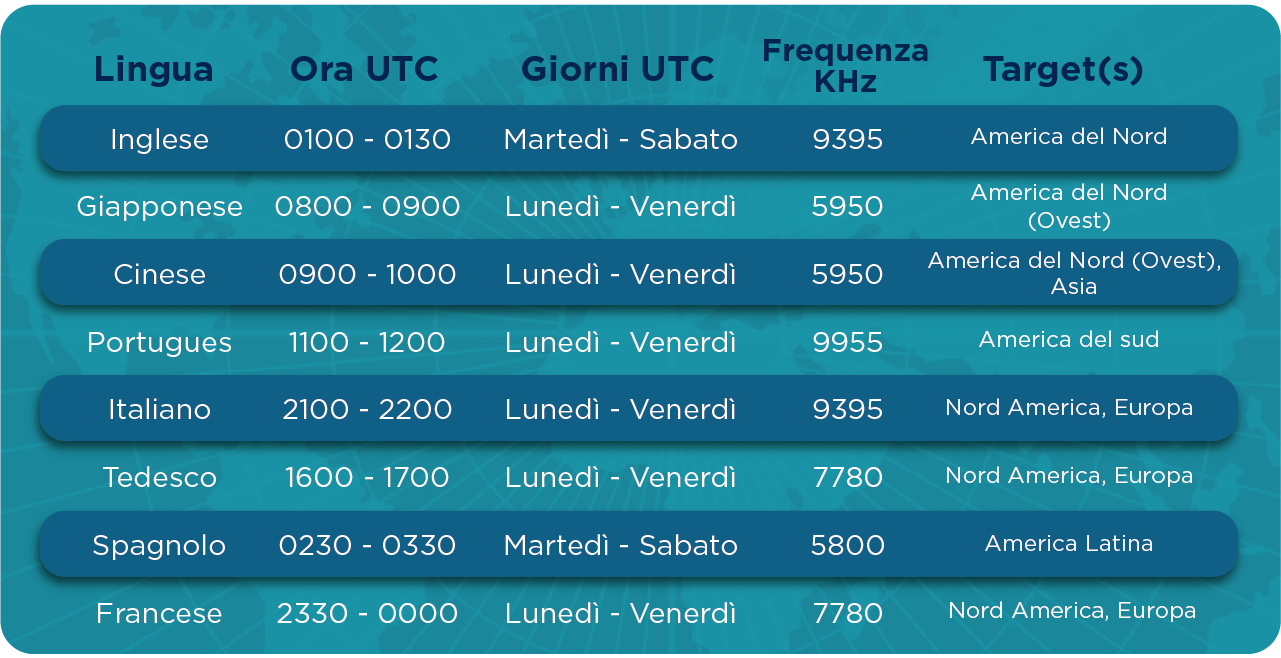 Lingua Ora UTC Giorni UTC Frequenza KHz Target(s)
Inglese 0100 - 0130 Martedì - Sabato 9395 America del Nord
Giapponese 0800 - 0900 Lunedì - Venerdì 5950 America del Nord (Ovest)
Cinese 0900 - 1000 Lunedì - Venerdì 5950 America del Nord (Ovest), Asia
Portugues 1100 - 1200 Lunedì - Venerdì 9955 America del sud
Italiano 2100 - 2200 Lunedì - Venerdì 9395 Nord America, Europa
Tedesco 1600 - 1700 Lunedì - Venerdì 7780 Nord America, Europa
Spagnolo 0230 - 0330 Martedì - Sabato 5800 America Latina
Francese 2330 - 0000 Lunedì - Venerdì 7780 Nord America, Europa